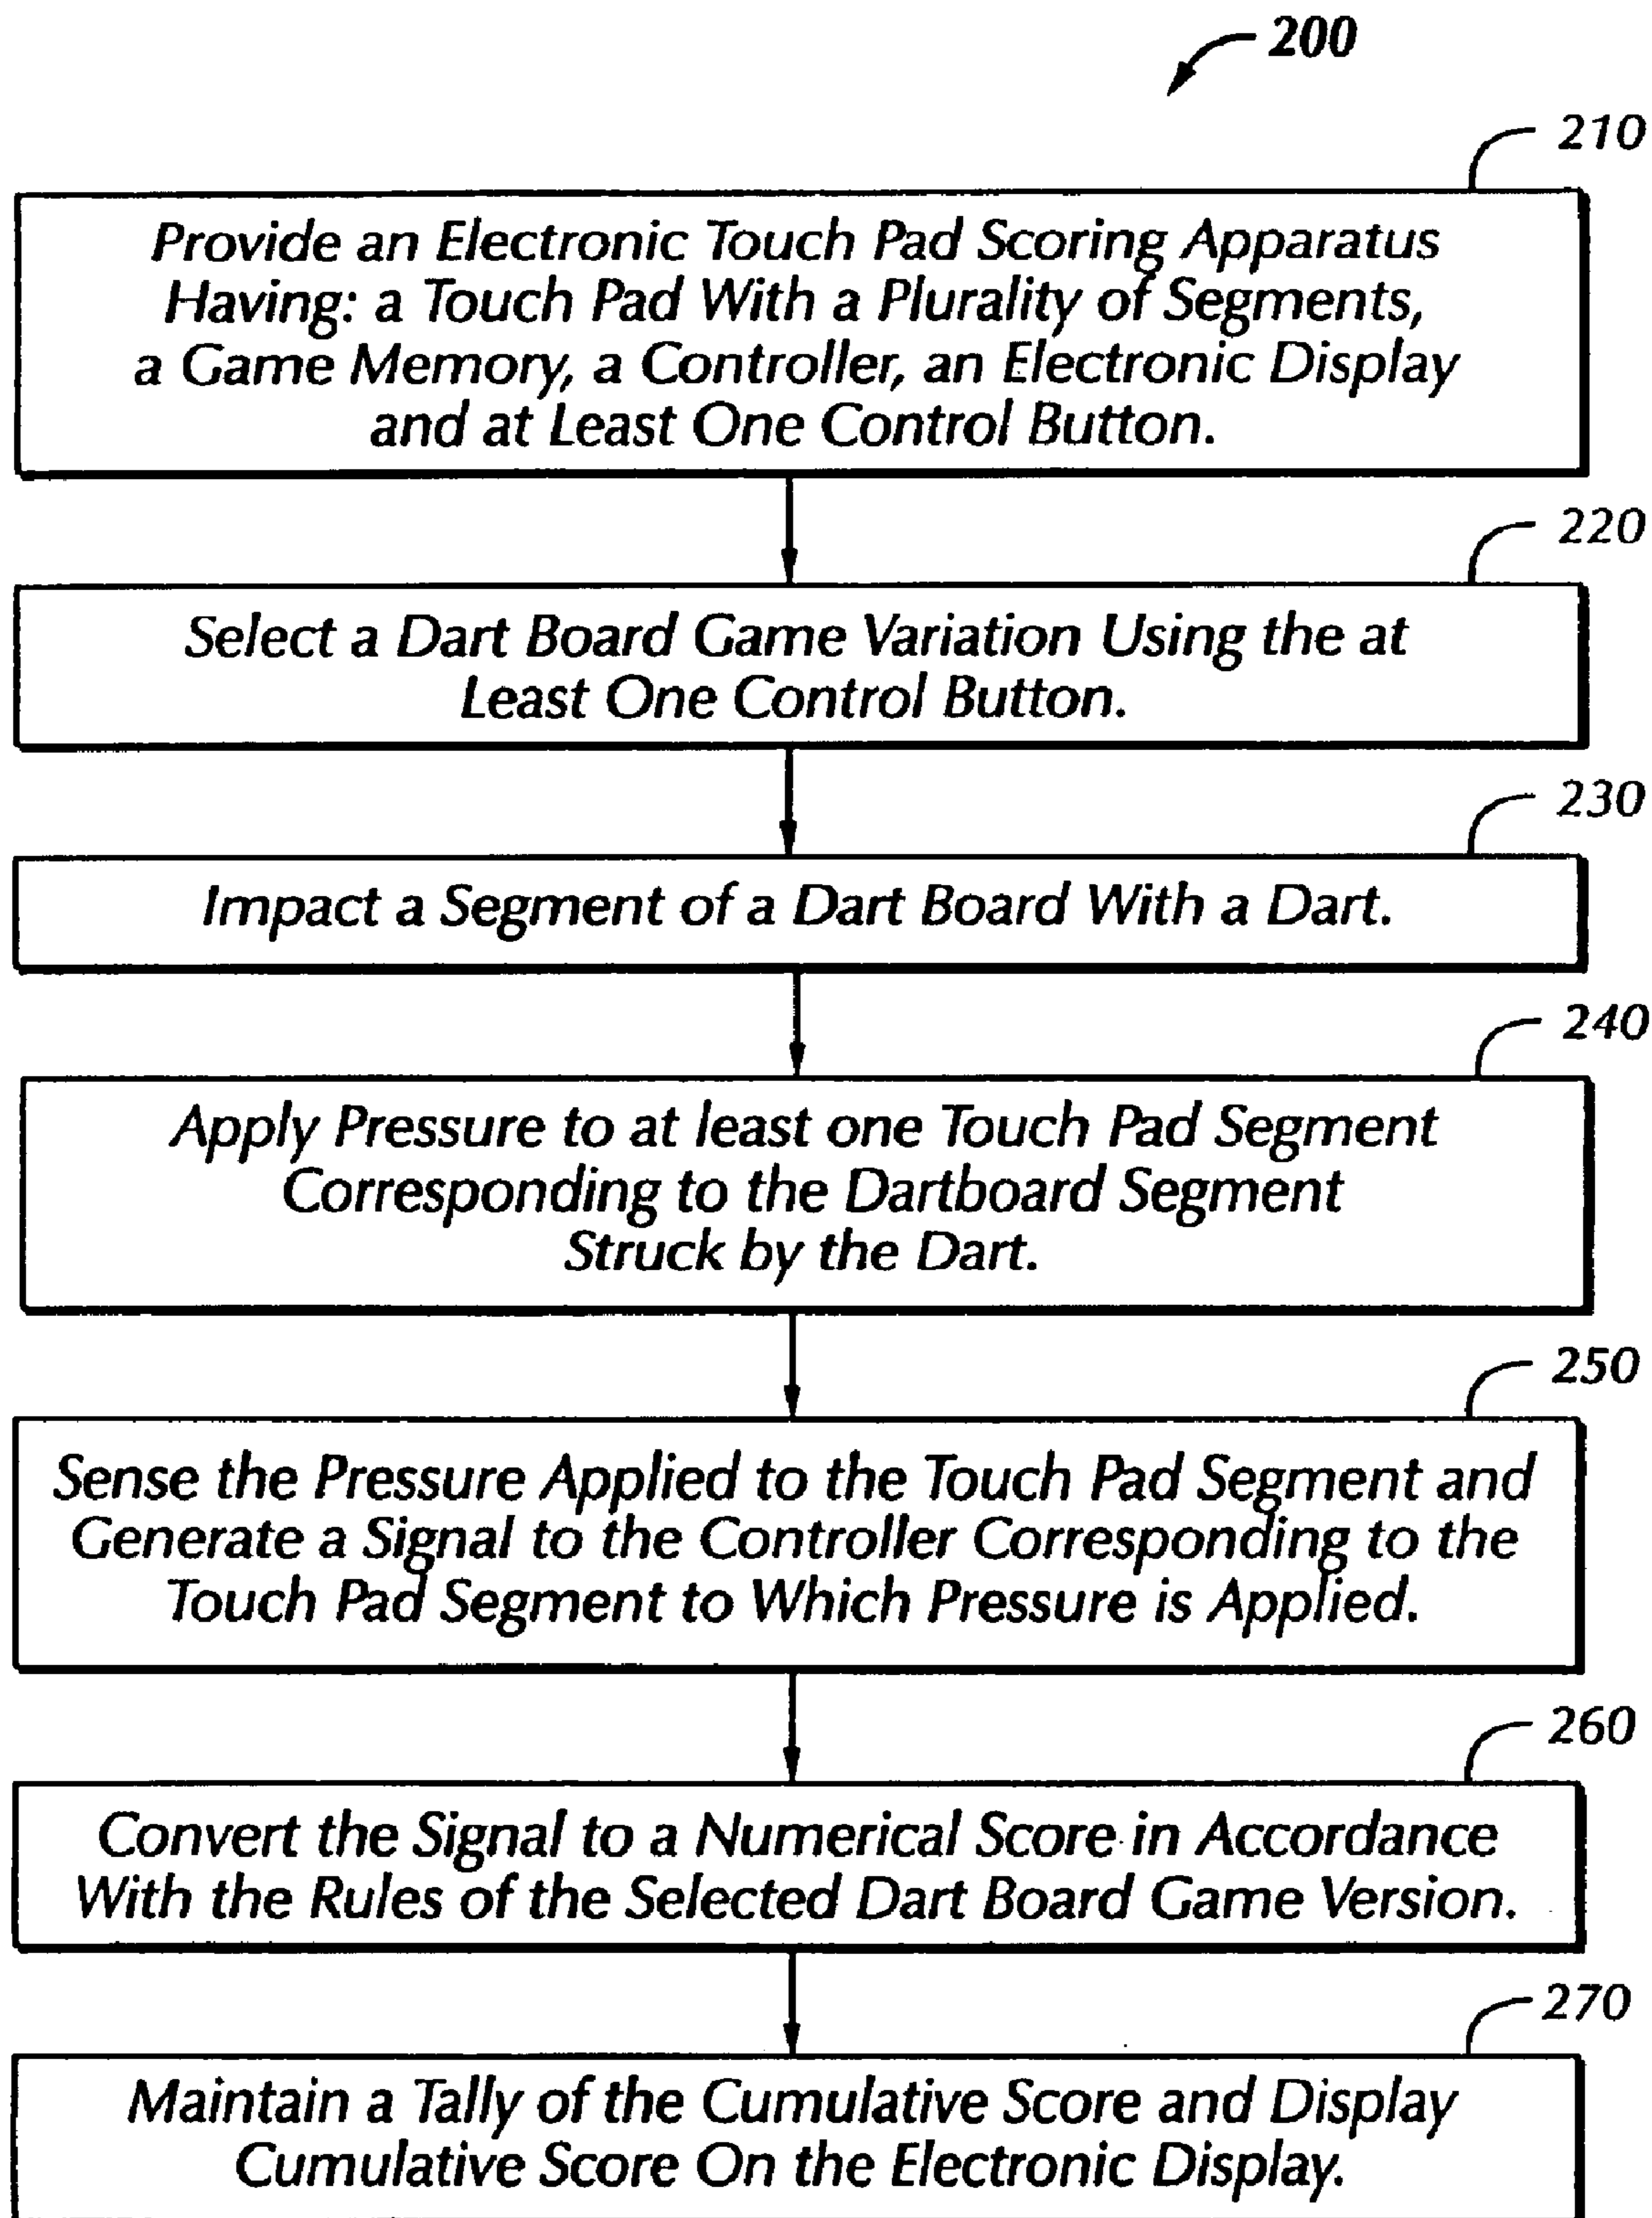 200
210
Provide an Electronic Touch Pad Scoring Apparatus
Having: a Touch Pad With a Plurality of Segments,
a Game Memory, a Controller, an Electronic Display
and at Least One Control Button.
220
Select a Dart Board Game Variation Using the at
Least One Control Button.
230
Impact a Segment of a Dart Board With a Dart.
240
Apply Pressure to at least one Touch Pad Segment
Corresponding to the Dartboard Segment
Struck by the Dart.
250
Sense the Pressure Applied to the Touch Pad Segment and
Generate a Signal to the Controller Corresponding to the
Touch Pad Segment to Which Pressure is Applied.
260
Convert the Signal to a Numerical Score in Accordance
With the Rules of the Selected Dart Board Game Version.
270
Maintain a Tally of the Cumulative Score and Display
Cumulative Score On the Electronic Display.